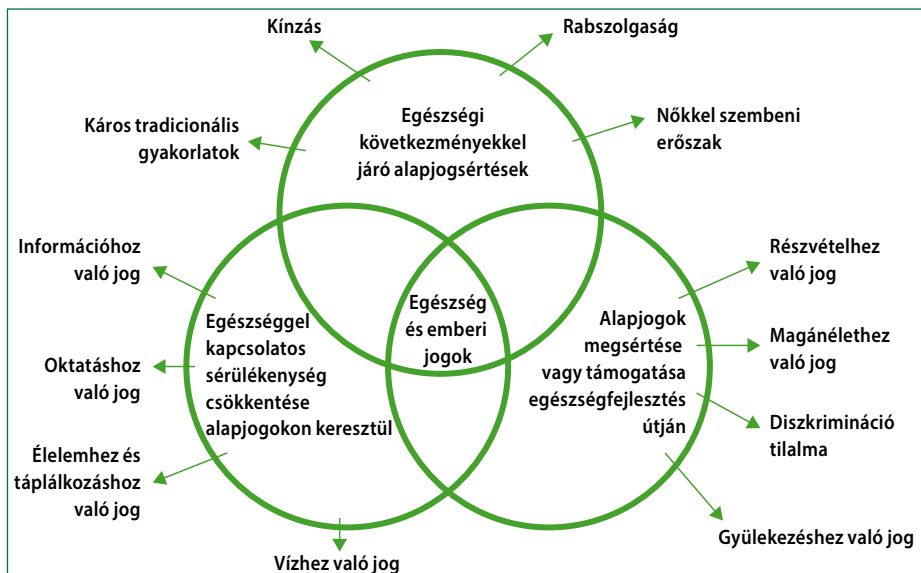 Kínzás
Rabszolgaság
Káros tradicionális
gyakorlatok
Egészségi
következményekkel
járó alapjogsértések
Nőkkel szembeni
erőszak
Információhoz
való jog
Oktatáshoz
való jog
Élelemhez és
táplálkozáshoz
való jog
Vízhez való jog
Egészséggel
kapcsolatos
sérülékenység
csökkentése
alapjogokon keresztül
Egészség
és emberi
jogok
Alapjogok
megsértése
vagy támogatása
egészségfejlesztés
útján
Részvételhez
való jog
Magánélethez
való jog
Diszkrimináció
tilalma
Gyülekezéshez való jog